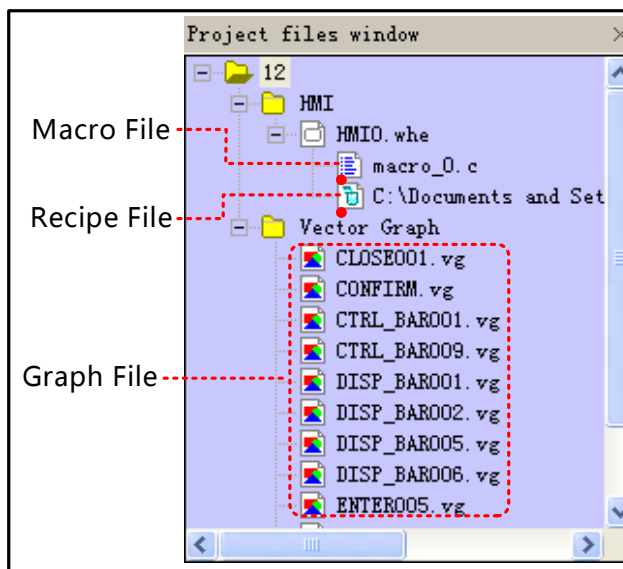 Project files window
12
HMI
HMI0.whe
Macro File
macro_0.c
Recipe File
C:\Documents and Set
Vector Graph
CLOSE001.vg
CONFIRM.vg
CTRL_BAR001.vg
CTRL_BAR009.vg
Graph File
DISP_BAR001.vg
DISP_BAR002.vg
DISP_BAR005.vg
DISP_BAR006.vg
ENTER005.vg